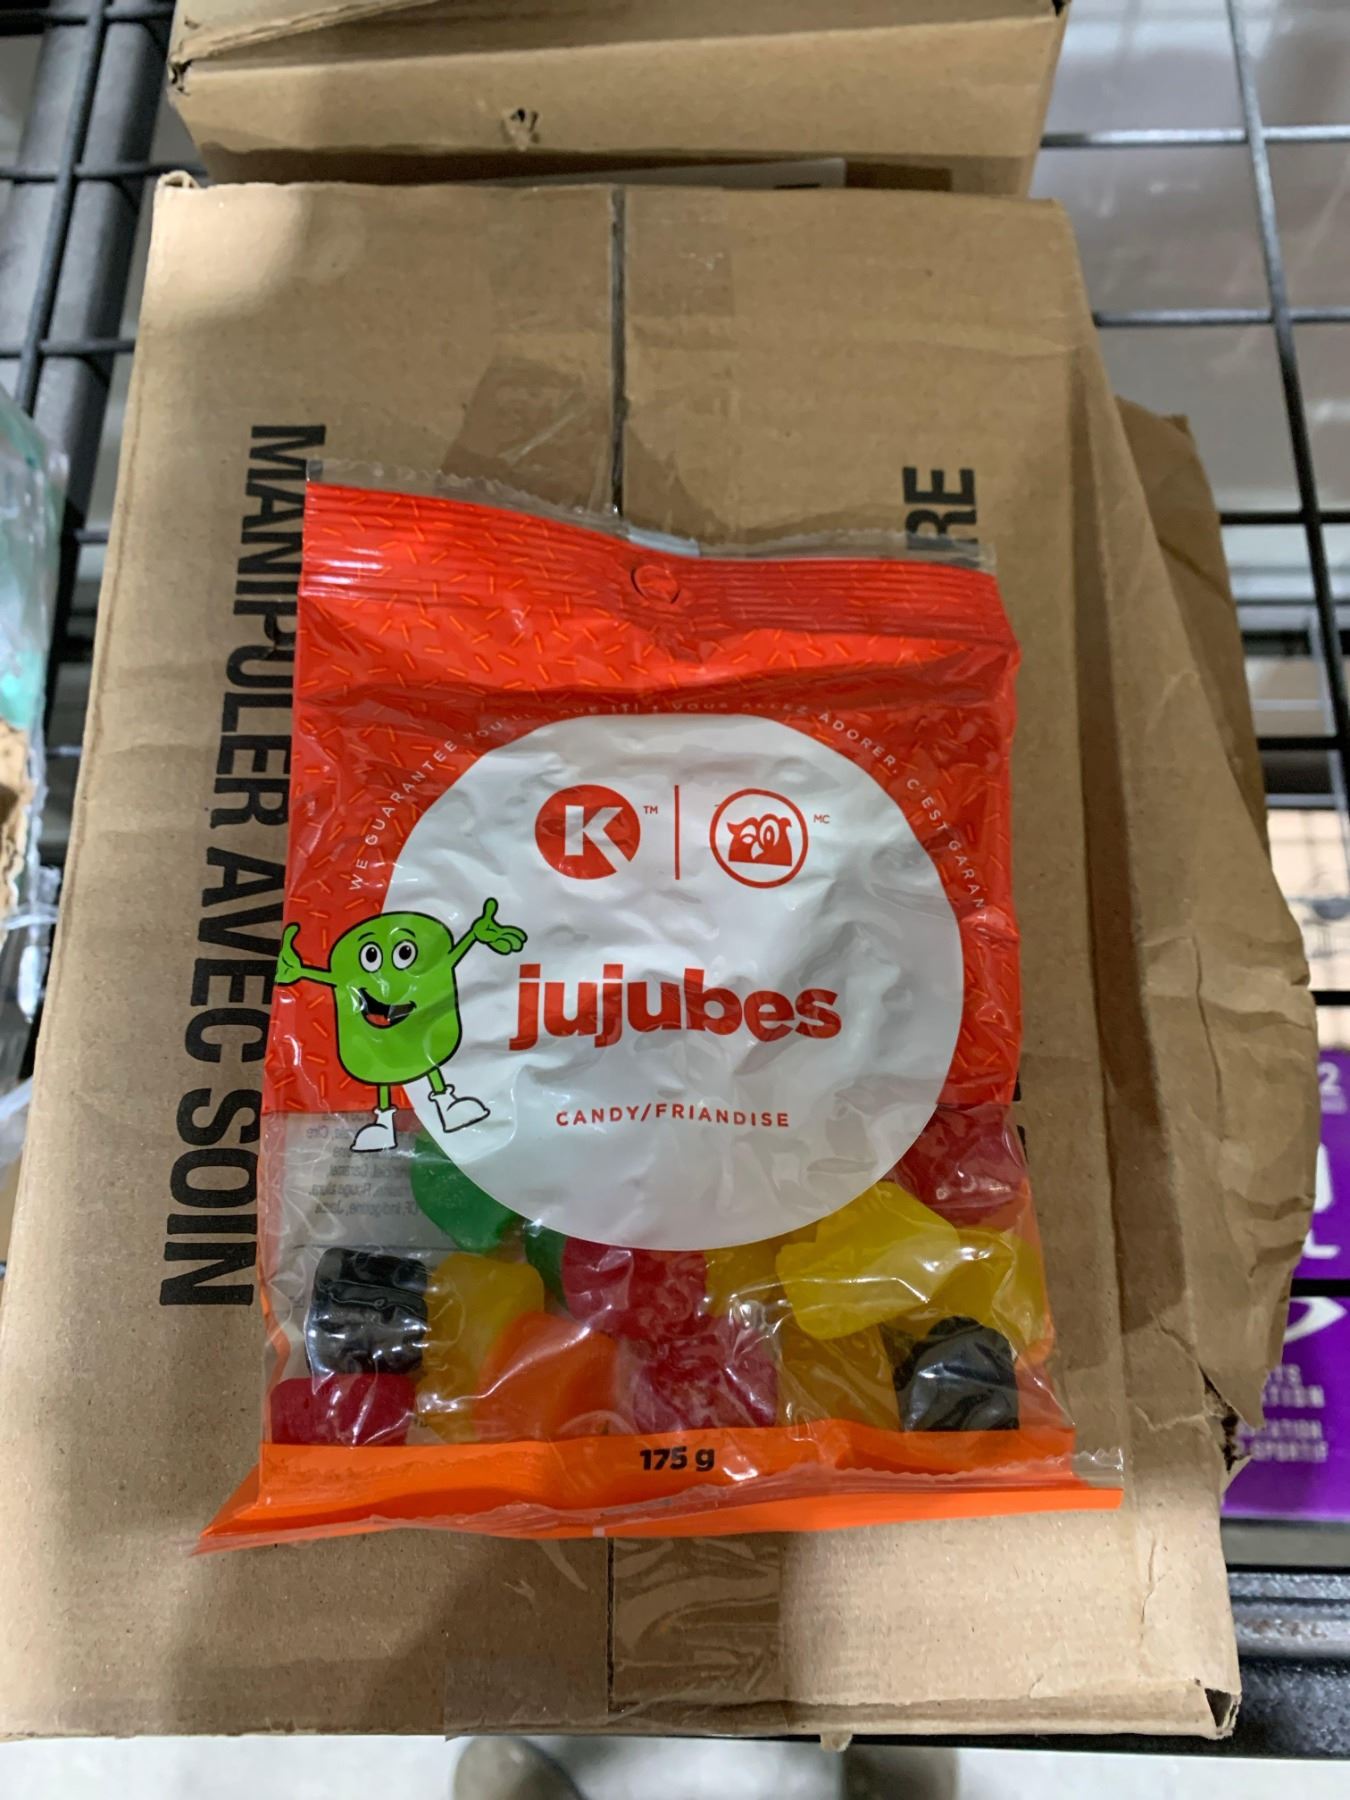 MANIPULER AVEC SOIN
RE
WE GUARANTEE YOU'LL LOVE IT! • VOUS ALLEZ ADORER, C'EST GARANTI
K ™ MC
jujubes
CANDY/FRIANDISE
175 g
2